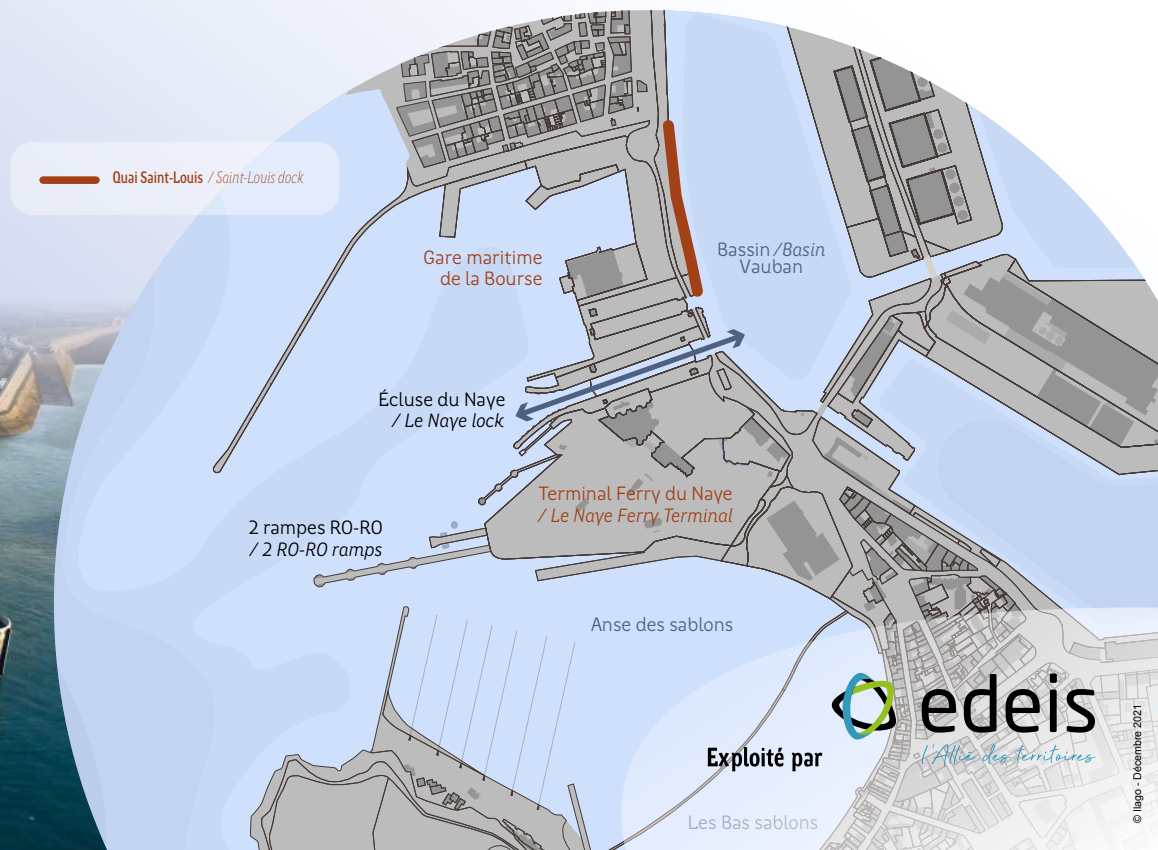 Quai Saint-Louis / Saint-Louis dock
Gare maritime
de la Bourse
Bassin /Basin
Vauban
Écluse du Naye
/ Le Naye lock
Terminal Ferry du Naye
/ Le Naye Ferry Terminal
2 rampes RO-RO
/ 2 RO-RO ramps
Anse des sablons
edeis
l'Allié des territoires
Exploité par
Les Bas sablons
© Ilago - Décembre 2021